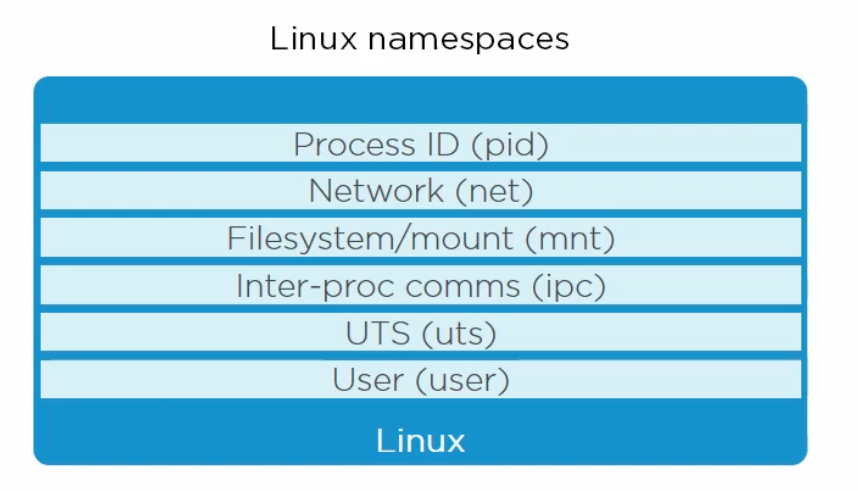 Linux namespaces
Process ID (pid)
Network (net)
Filesystem/mount (mnt)
Inter-proc comms (ipc)
UTS (uts)
User (user)
Linux